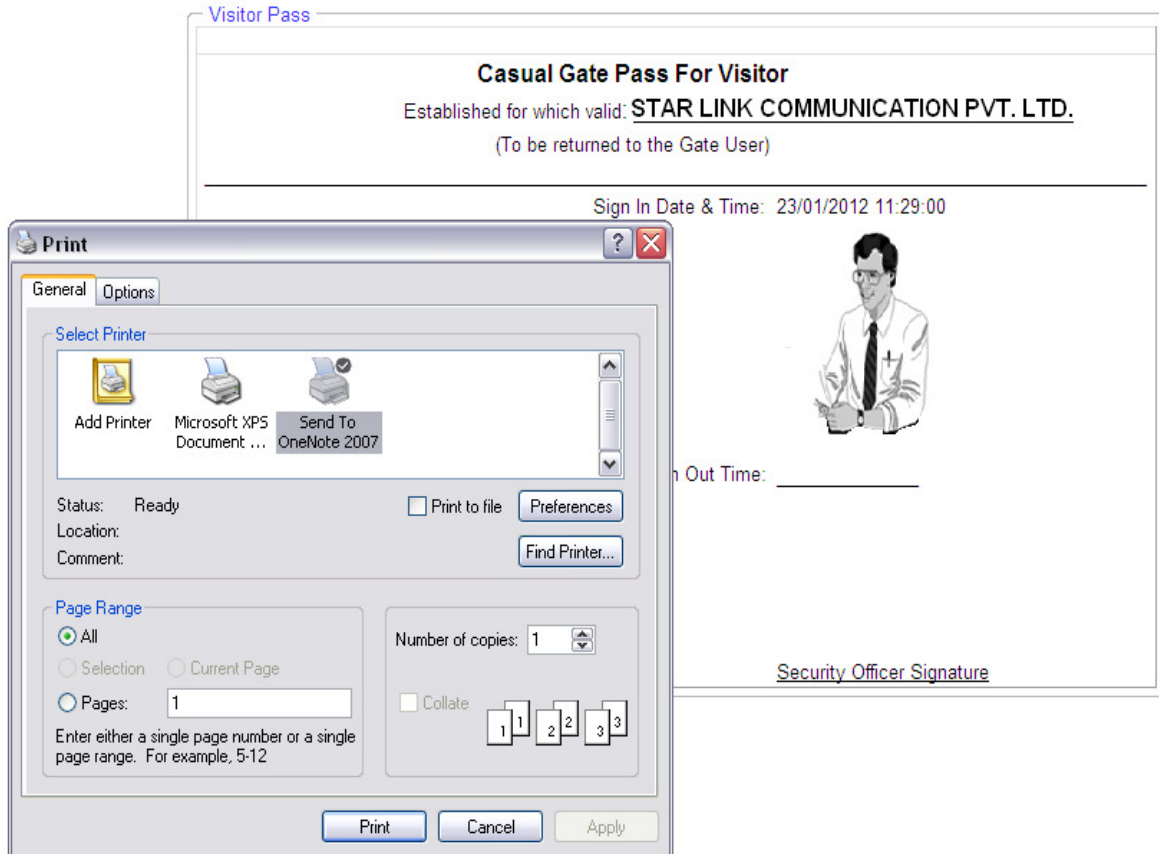 Visitor Pass
Casual Gate Pass For Visitor
Established for which valid: STAR LINK COMMUNICATION PVT. LTD.
(To be returned to the Gate User)
Sign In Date & Time: 23/01/2012 11:29:00
Out Time:
Security Officer Signature
Print
General Options
Select Printer
Add Printer
Microsoft XPS
Document ...
Send To
OneNote 2007
Status: Ready
Print to file Preferences
Location:
Comment:
Find Printer...
Page Range
All
Selection Current Page
Pages: 1
Enter either a single page number or a single
page range. For example, 5-12
Number of copies: 1
Collate
1 1 2 2 3 3
Print Cancel Apply